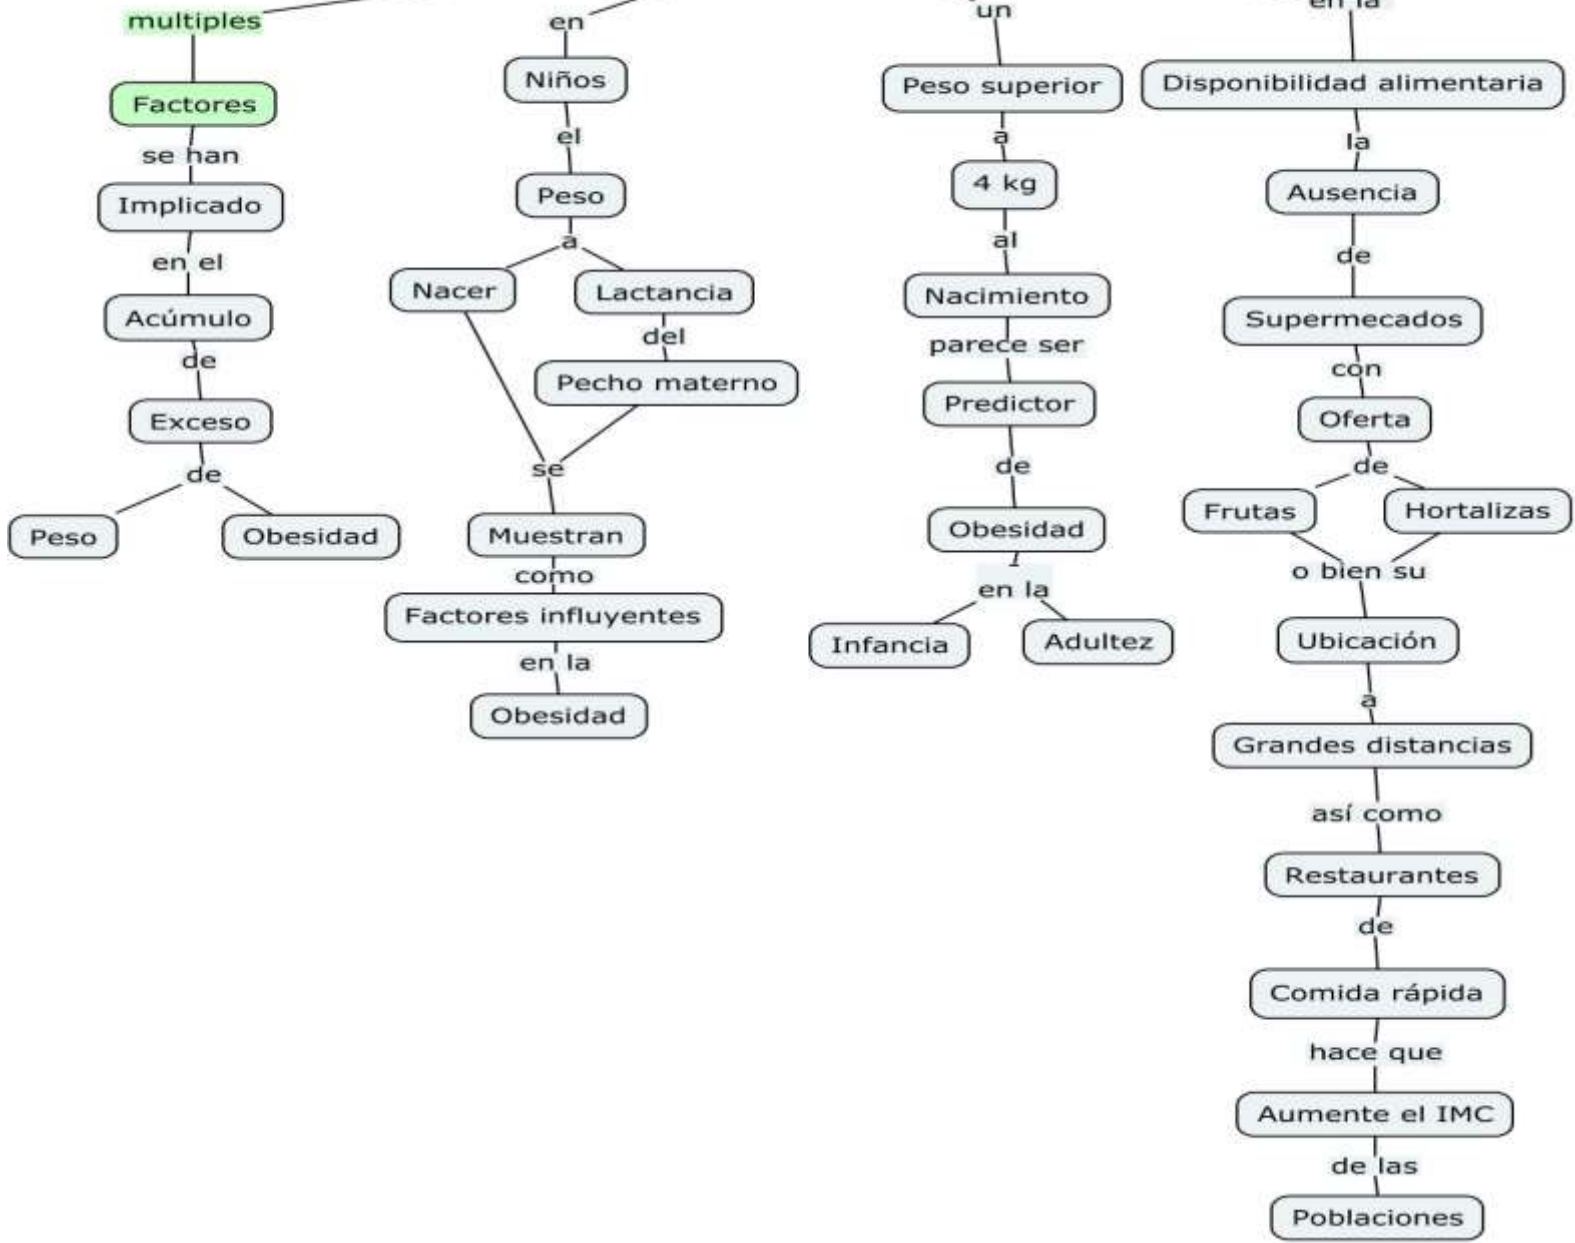 multiples
Factores
se han
Implicado
en el
Acúmulo
de
Exceso
de
Peso
Obesidad
en
Niños
el
Peso
a
Nacer
Lactancia
del
Pecho materno
se
Muestran
como
Factores influyentes
en la
Obesidad
un
Peso superior
a
4 kg
al
Nacimiento
parece ser
Predictor
de
Obesidad
en la
Infancia
Adultez
en la
Disponibilidad alimentaria
la
Ausencia
de
Supermecados
con
Oferta
de
Frutas
Hortalizas
o bien su
Ubicación
a
Grandes distancias
así como
Restaurantes
de
Comida rápida
hace que
Aumente el IMC
de las
Poblaciones